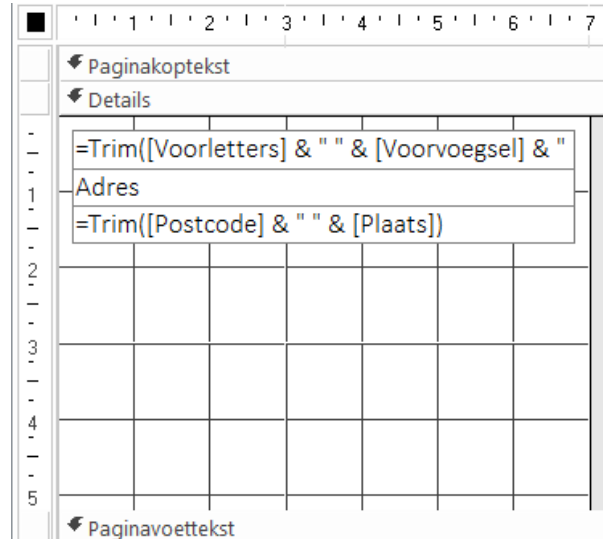 1 2 3 4 5 6 7
Paginakoptekst
Details
=Trim([Voorletters] & " " & [Voorvoegsel] & "
1
Adres
=Trim([Postcode] & " " & [Plaats])
2
3
4
5
Paginavoettekst